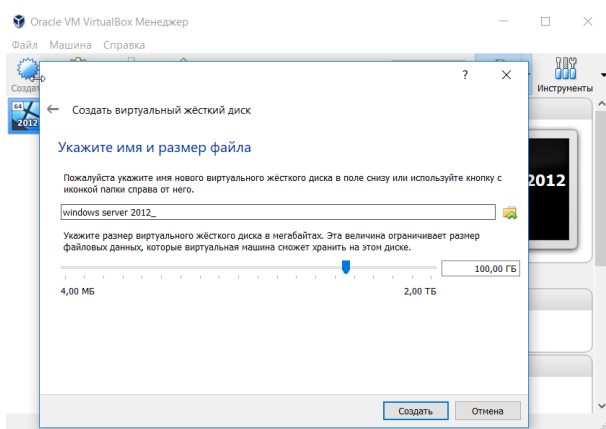 Oracle VM VirtualBox Менеджер
Файл Машина Справка
Создат
Инструменты
64
2012
?
Создать виртуальный жёсткий диск
Укажите имя и размер файла
Пожалуйста укажите имя нового виртуального жёсткого диска в поле снизу или используйте кнопку с
иконкой папки справа от него.
windows server 2012_
2012
Укажите размер виртуального жёсткого диска в мегабайтах. Эта величина ограничивает размер
файловых данных, которые виртуальная машина сможет хранить на этом диске.
100,00 ГБ
4,00 МБ 2,00 ТБ
Создать Отмена